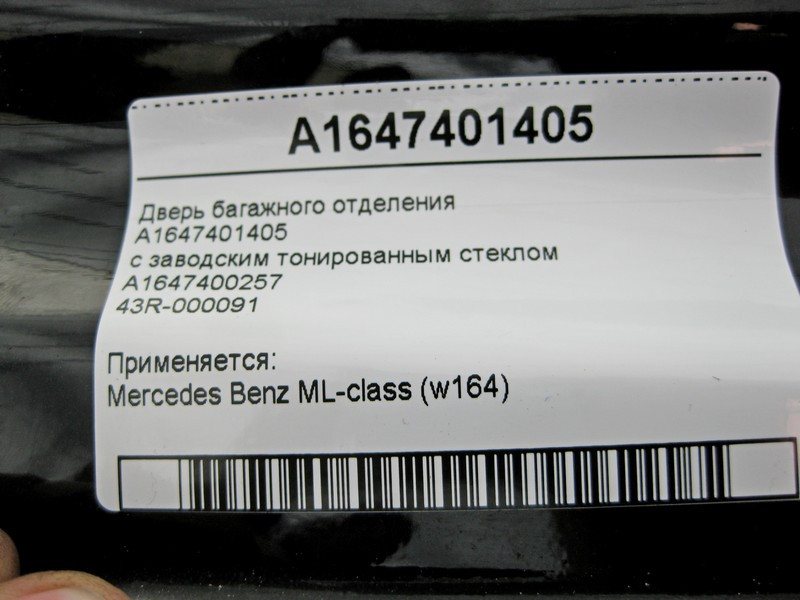 A1647401405
Дверь багажного отделения
A1647401405
с заводским тонированным стеклом
A1647400257
43R-000091
Применяется:
Mercedes Benz ML-class (w164)